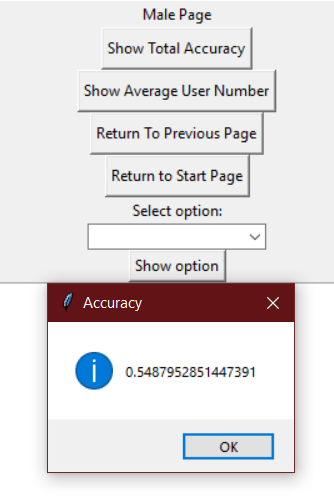 Male Page
Show Total Accuracy
Show Average User Number
Return To Previous Page
Return to Start Page
Select option:
Show option
Accuracy
0.5487952851447391
OK